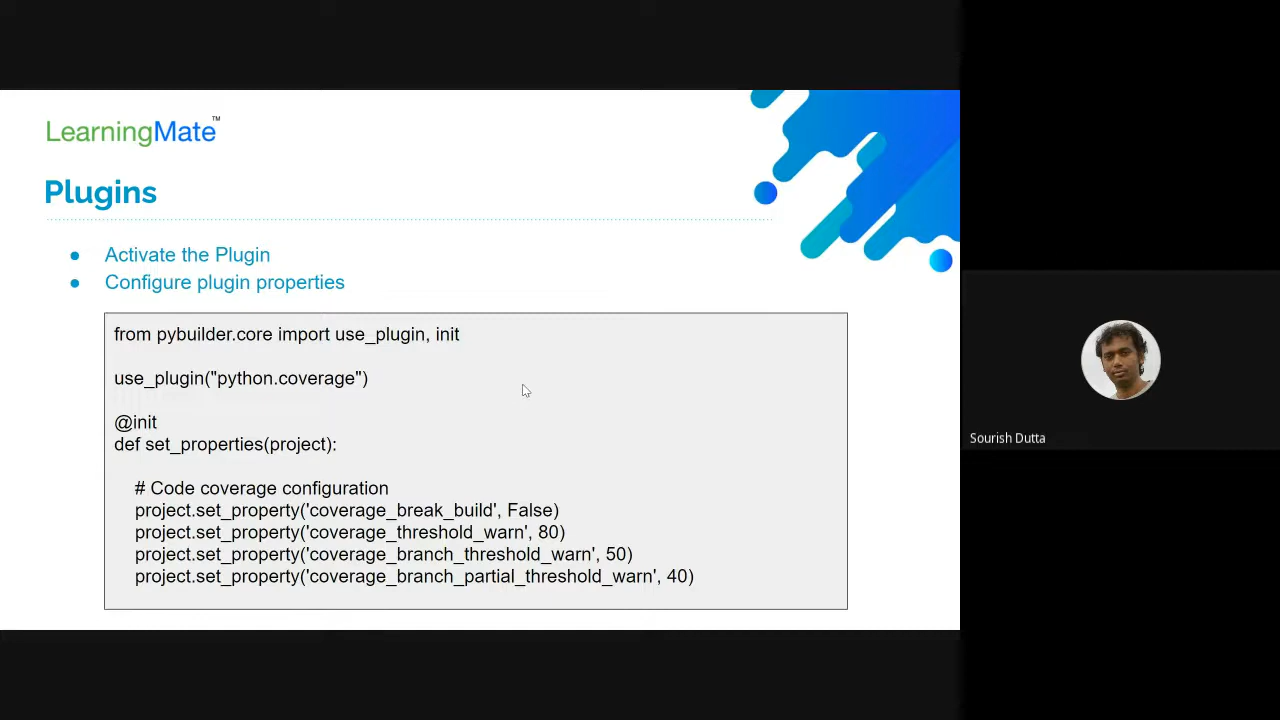 LearningMate™
Plugins
● Activate the Plugin
● Configure plugin properties
from pybuilder.core import use_plugin, init
use_plugin("python.coverage")
@init
def set_properties(project):
# Code coverage configuration
project.set_property('coverage_break_build', False)
project.set_property('coverage_threshold_warn', 80)
project.set_property('coverage_branch_threshold_warn', 50)
project.set_property('coverage_branch_partial_threshold_warn', 40)
Sourish Dutta